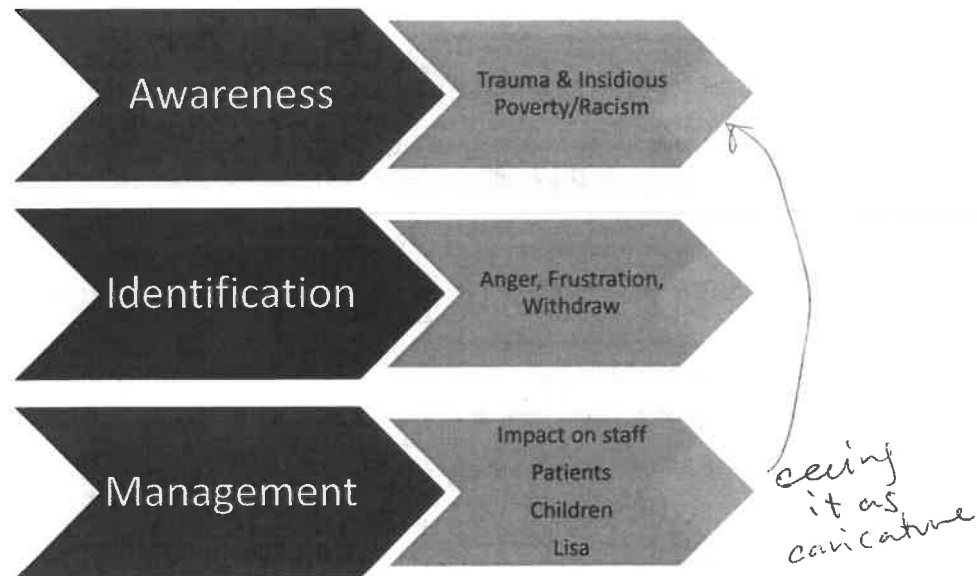 Awareness
Trauma & Insidious
Poverty/Racism
Identification
Anger, Frustration,
Withdraw
Management
Impact on staff
Patients
Children
Lisa
seeing
it as
caricature